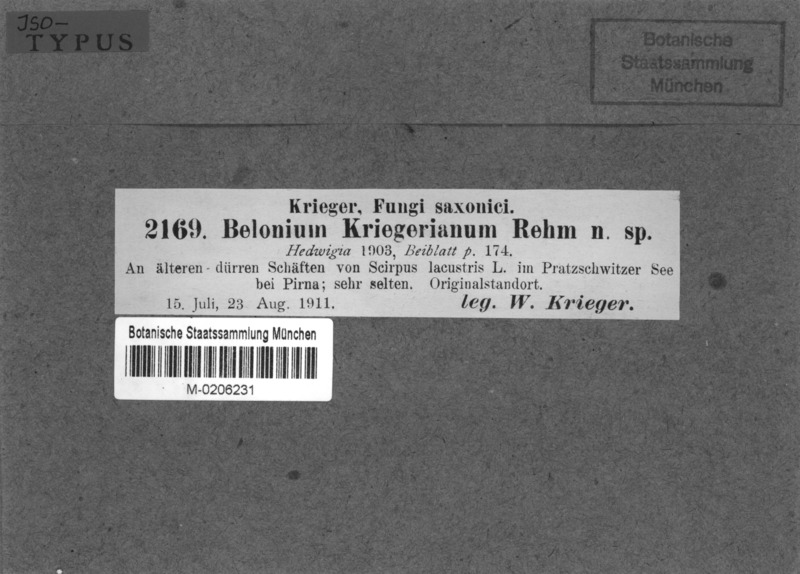 ISO-
TYPUS
Botanische
Staatssammlung
München
Krieger, Fungi saxonici.
2169. Belonium Kriegerianum Rehm n. sp.
Hedwigia 1903, Beiblatt p. 174.
An älteren dürren Schäften von Scirpus lacustris L. im Pratzschwitzer See
bei Pirna; sehr selten. Originalstandort.
15. Juli, 23 Aug. 1911. leg. W. Krieger.
Botanische Staatssammlung München
M-0206231